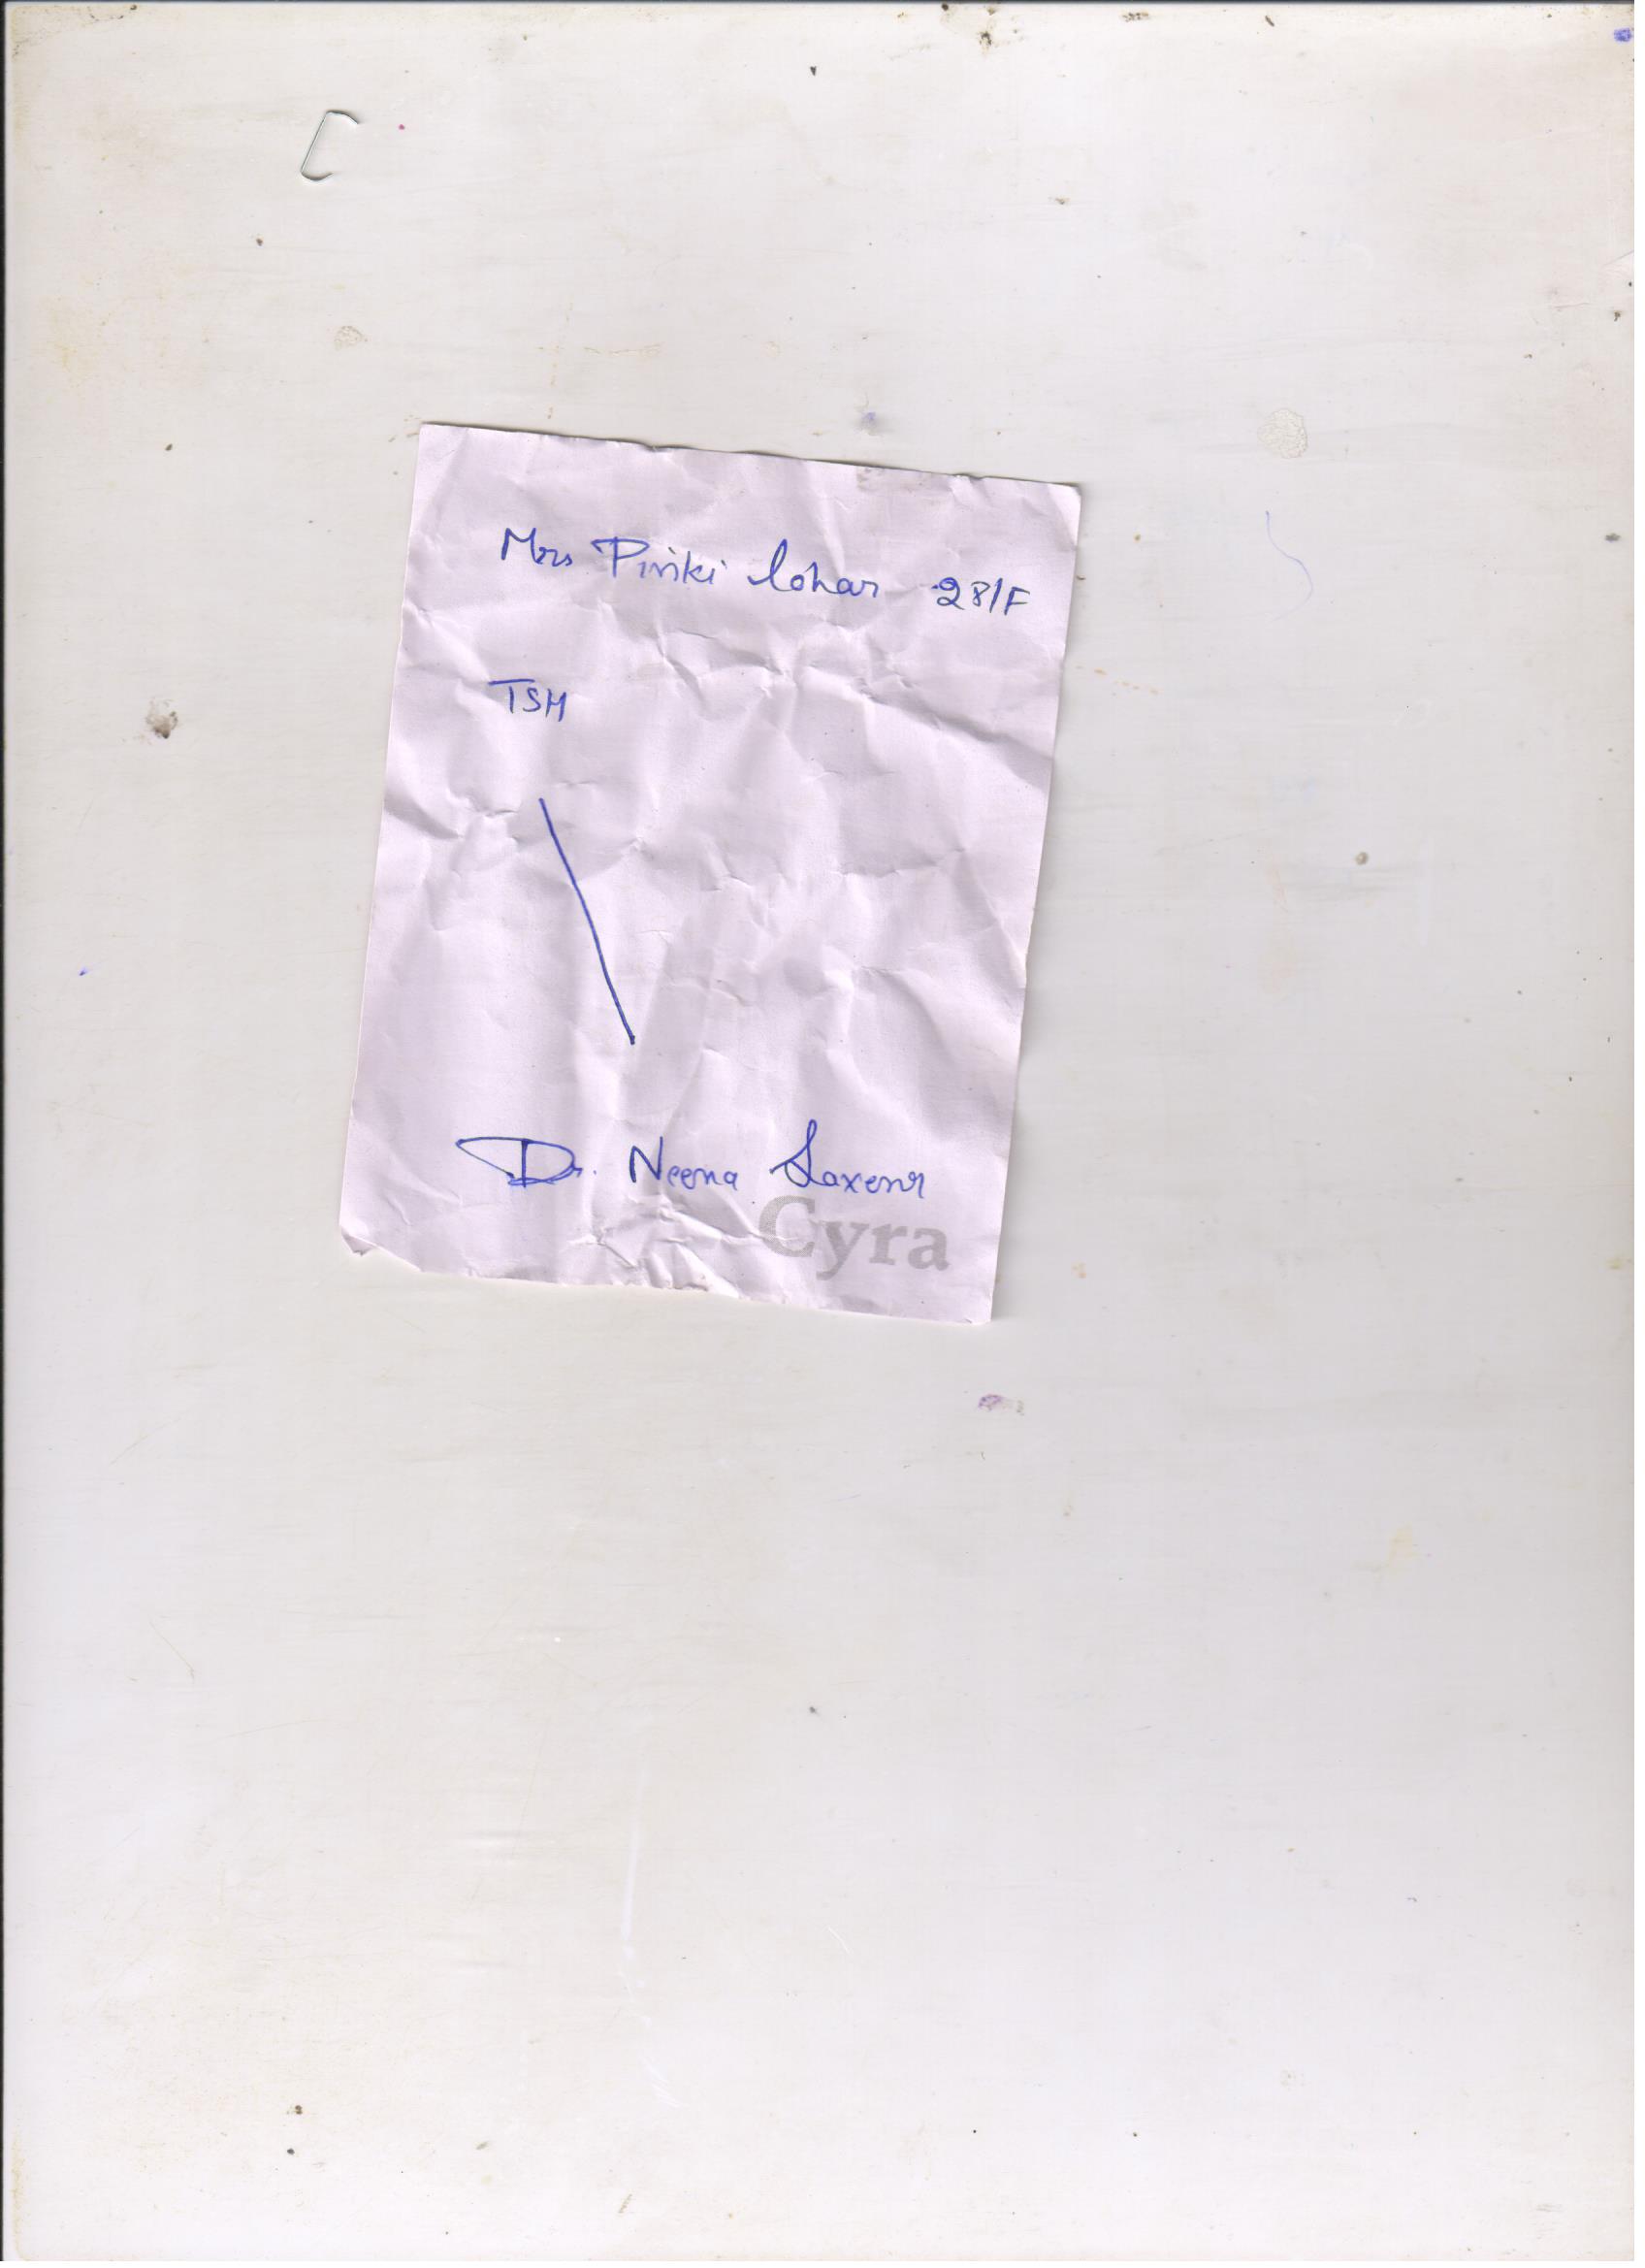 Mrs Pinki Lohar 28/F
TSH
Dr. Neena Saxena
Cyra